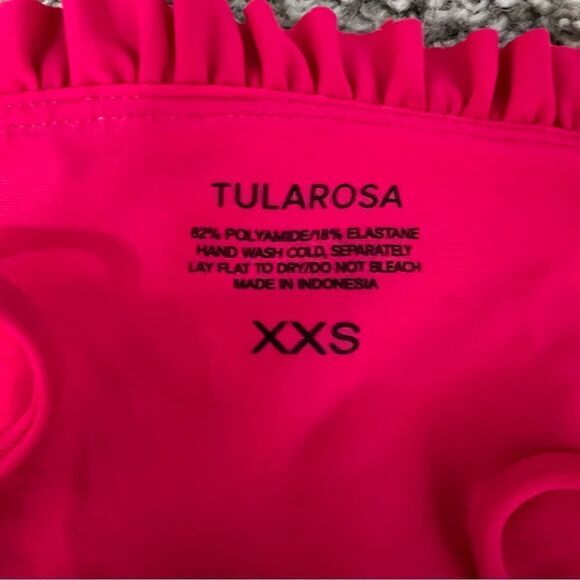 TULAROSA
82% POLYAMIDE/18% ELASTANE
HAND WASH COLD, SEPARATELY
LAY FLAT TO DRY/DO NOT BLEACH
MADE IN INDONESIA
XXS